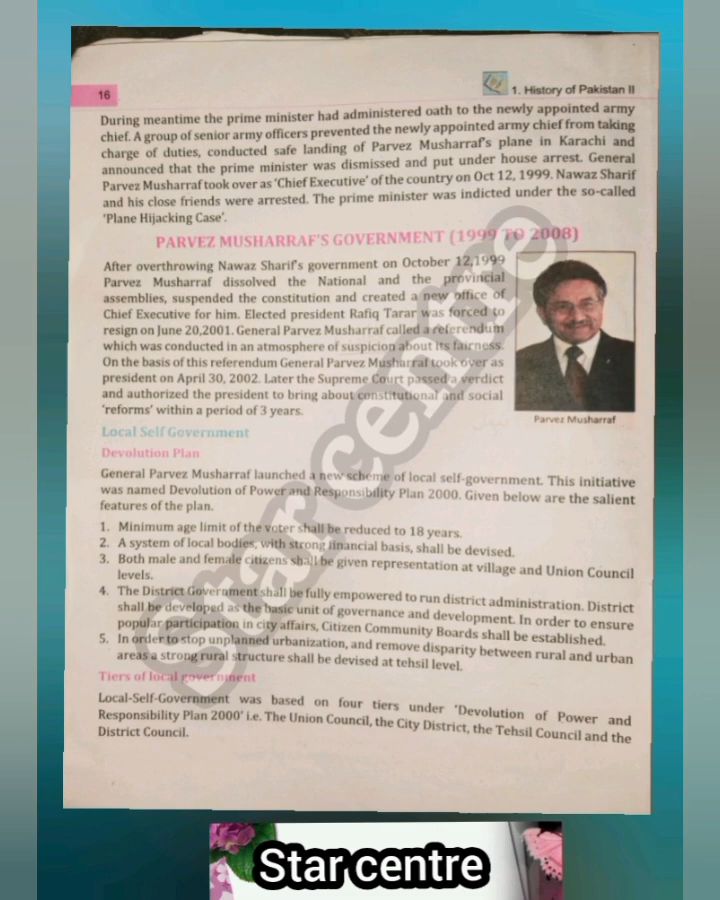 16
1. History of Pakistan II
During meantime the prime minister had administered oath to the newly appointed army
chief. A group of senior army officers prevented the newly appointed army chief from taking
charge of duties, conducted safe landing of Parvez Musharraf's plane in Karachi and
announced that the prime minister was dismissed and put under house arrest. General
Parvez Musharraf took over as 'Chief Executive' of the country on Oct 12, 1999. Nawaz Sharif
and his close friends were arrested. The prime minister was indicted under the so-called
'Plane Hijacking Case'.
PARVEZ MUSHARRAF'S GOVERNMENT (1999 TO 2008)
After overthrowing Nawaz Sharif's government on October 12,1999
Parvez Musharraf dissolved the National and the provincial
assemblies, suspended the constitution and created a new office of
Chief Executive for him. Elected president Rafiq Tarar was forced to
resign on June 20,2001. General Parvez Musharraf called a referendum
which was conducted in an atmosphere of suspicion about its fairness.
On the basis of this referendum General Parvez Musharraf took over as
president on April 30, 2002. Later the Supreme Court passed a verdict
and authorized the president to bring about constitutional and social
'reforms' within a period of 3 years.
Parvez Musharraf
Local Self Government
Devolution Plan
General Parvez Musharraf launched a new scheme of local self-government. This initiative
was named Devolution of Power and Responsibility Plan 2000. Given below are the salient
features of the plan.
1. Minimum age limit of the voter shall be reduced to 18 years.
2. A system of local bodies, with strong financial basis, shall be devised.
3. Both male and female citizens shall be given representation at village and Union Council
levels.
4. The District Government shall be fully empowered to run district administration. District
shall be developed as the basic unit of governance and development. In order to ensure
popular participation in city affairs, Citizen Community Boards shall be established.
5. In order to stop unplanned urbanization, and remove disparity between rural and urban
areas a strong rural structure shall be devised at tehsil level.
Tiers of local government
Local-Self-Government was based on four tiers under 'Devolution of Power and
Responsibility Plan 2000' i.e. The Union Council, the City District, the Tehsil Council and the
District Council.
Star centre
Star centre